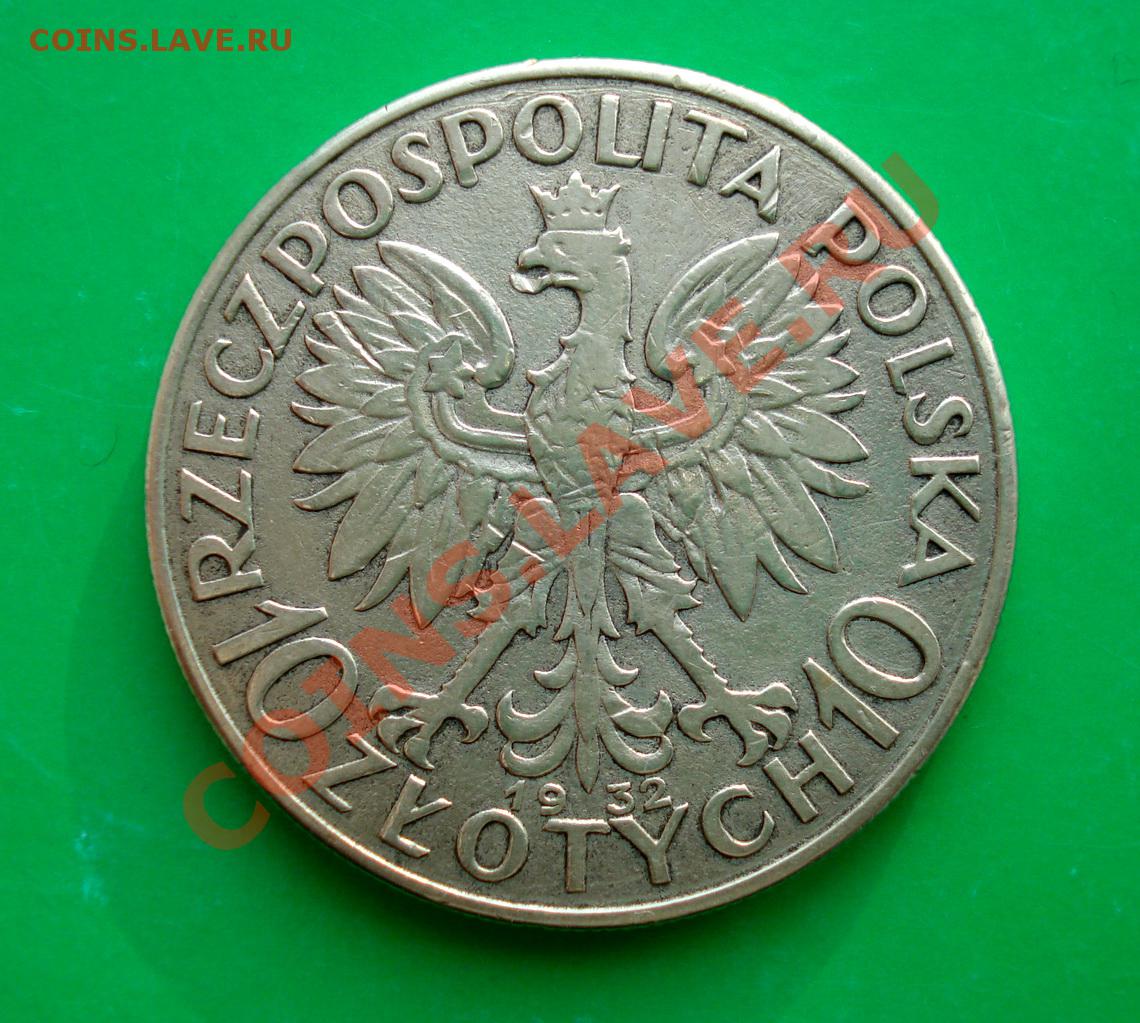 COINS.LAVE.RU
RZECZPOSPOLITA POLSKA
1932
10 ZŁOTYCH 10
COINS.LAVE.RU